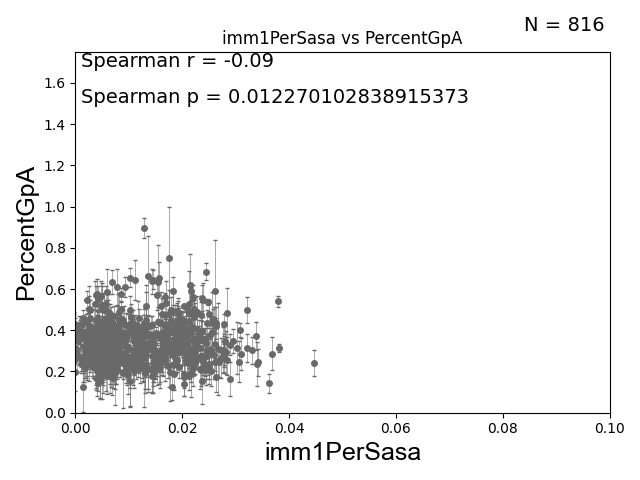 N = 816
imm1PerSasa vs PercentGpA
Spearman r = -0.09
Spearman p = 0.012270102838915373
PercentGpA
1.6
1.4
1.2
1.0
0.8
0.6
0.4
0.2
0.0
0.00 0.02 0.04 0.06 0.08 0.10
imm1PerSasa